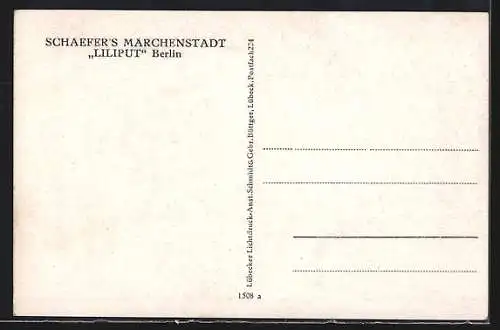 SCHAEFER'S MÄRCHENSTADT
„LILIPUT“ Berlin
Lübecker Lichtdruck-Anst. Schmidt & Gebr. Böttger, Lübeck, Postfach 224
1508 a